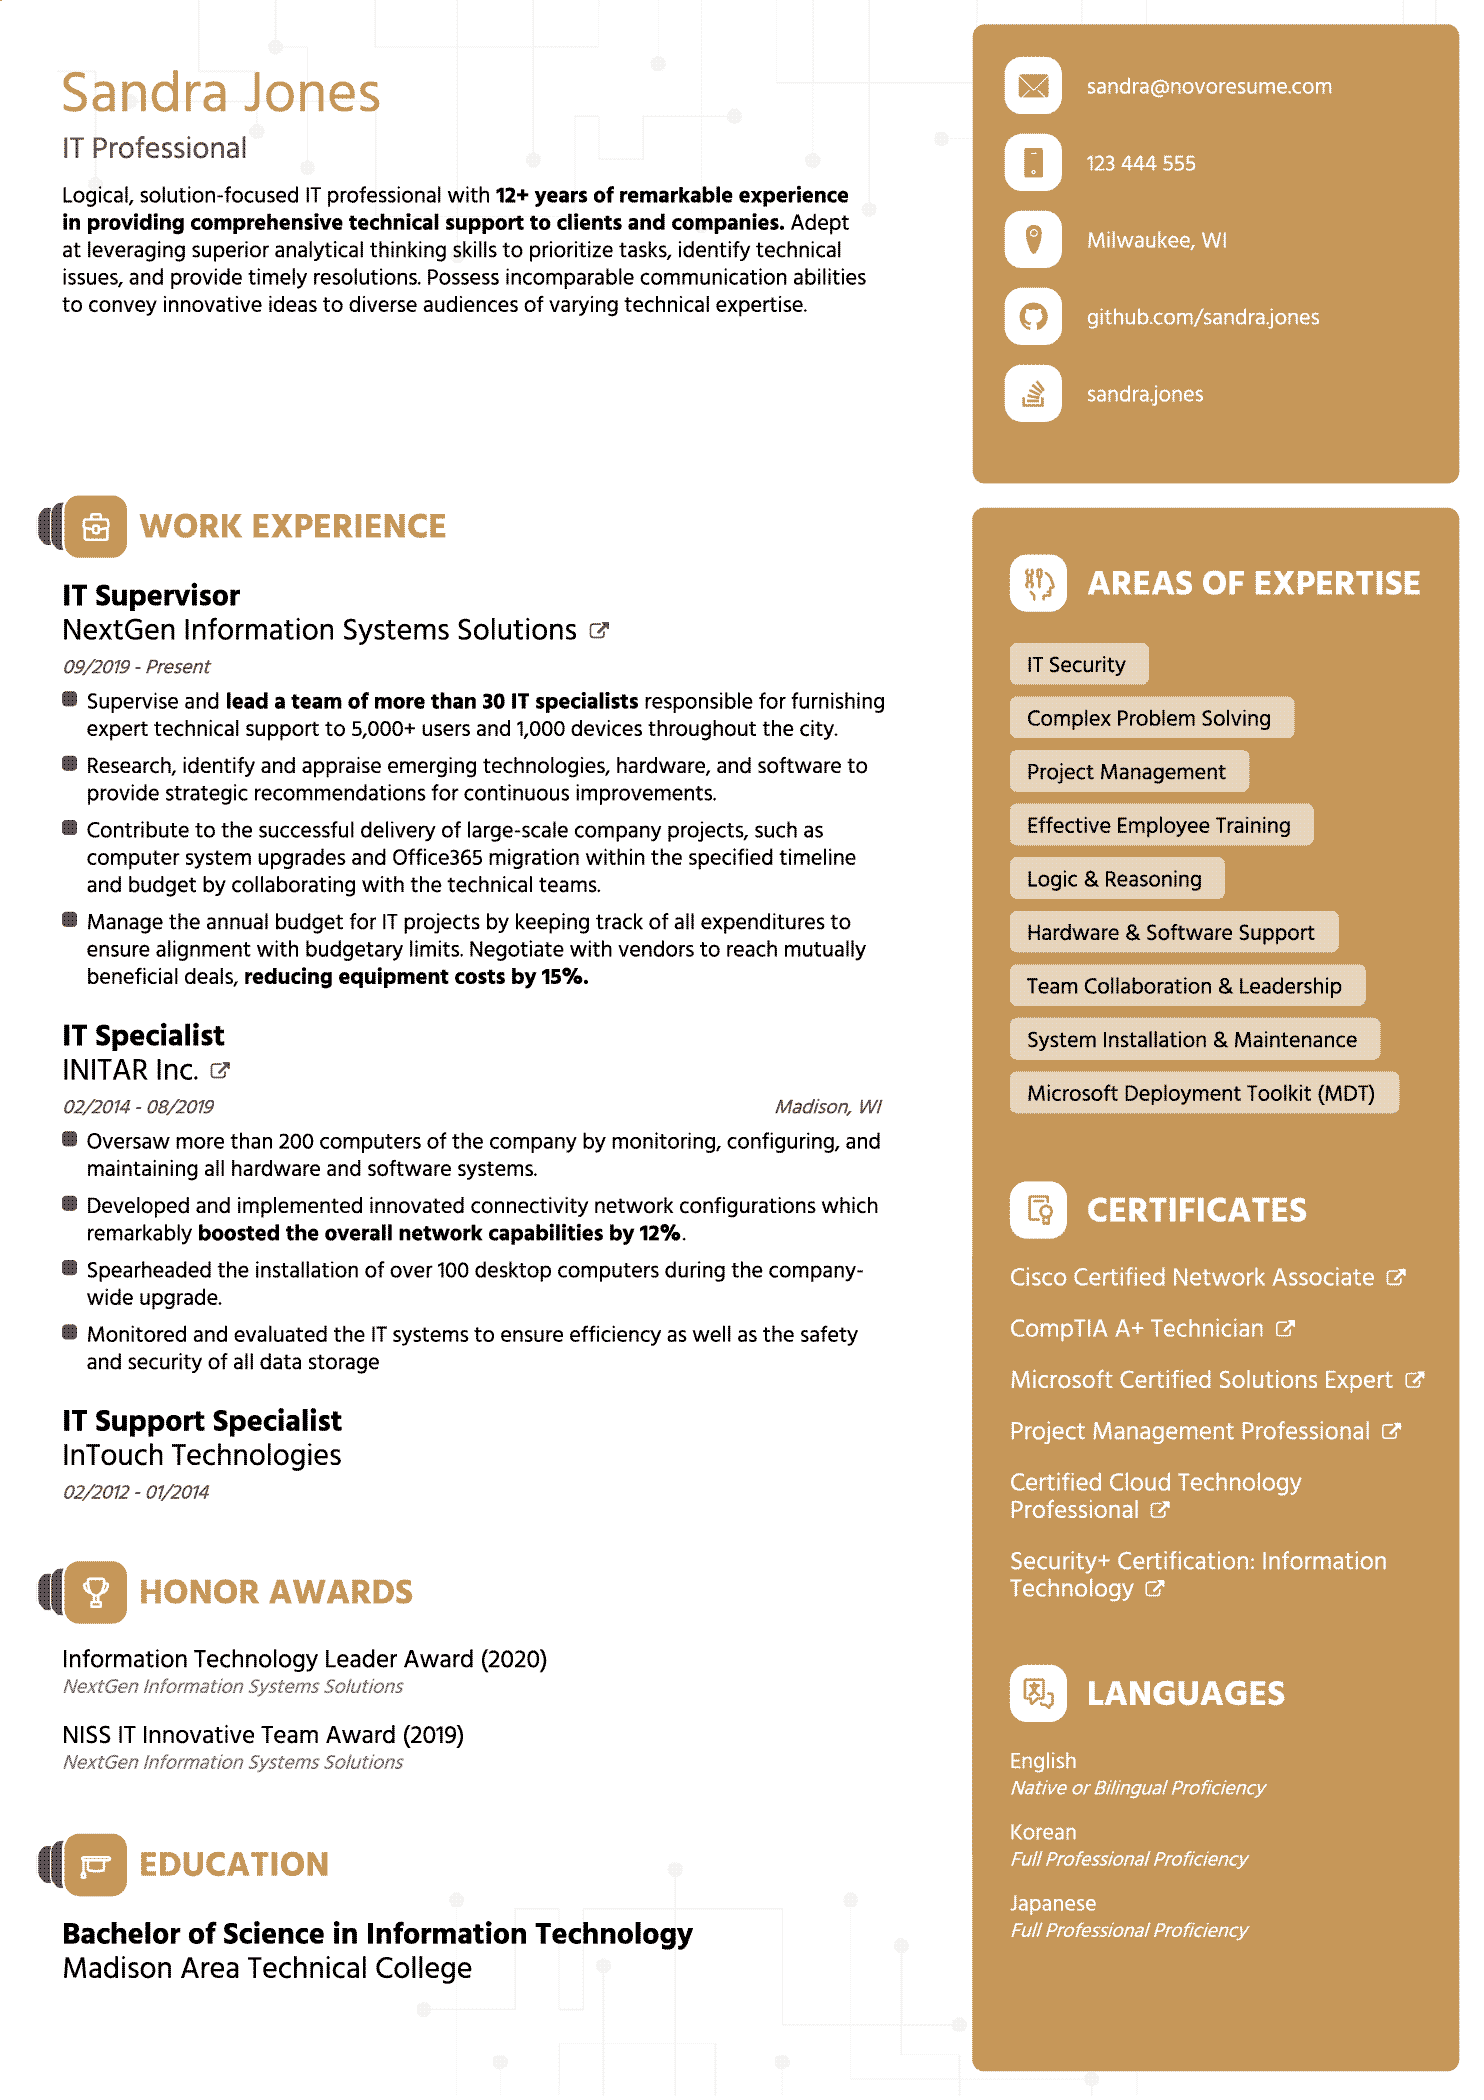 Sandra Jones
IT Professional
Logical, solution-focused IT professional with 12+ years of remarkable experience
in providing comprehensive technical support to clients and companies. Adept
at leveraging superior analytical thinking skills to prioritize tasks, identify technical
issues, and provide timely resolutions. Possess incomparable communication abilities
to convey innovative ideas to diverse audiences of varying technical expertise.
sandra@novoresume.com
123 444 555
Milwaukee, WI
github.com/sandra.jones
sandra.jones
WORK EXPERIENCE
IT Supervisor
NextGen Information Systems Solutions
09/2019 - Present
Supervise and lead a team of more than 30 IT specialists responsible for furnishing
expert technical support to 5,000+ users and 1,000 devices throughout the city.
Research, identify and appraise emerging technologies, hardware, and software to
provide strategic recommendations for continuous improvements.
Contribute to the successful delivery of large-scale company projects, such as
computer system upgrades and Office365 migration within the specified timeline
and budget by collaborating with the technical teams.
Manage the annual budget for IT projects by keeping track of all expenditures to
ensure alignment with budgetary limits. Negotiate with vendors to reach mutually
beneficial deals, reducing equipment costs by 15%.
IT Specialist
INITAR Inc.
02/2014 - 08/2019
Madison, WI
Oversaw more than 200 computers of the company by monitoring, configuring, and
maintaining all hardware and software systems.
Developed and implemented innovated connectivity network configurations which
remarkably boosted the overall network capabilities by 12%.
Spearheaded the installation of over 100 desktop computers during the company-
wide upgrade.
Monitored and evaluated the IT systems to ensure efficiency as well as the safety
and security of all data storage
IT Support Specialist
InTouch Technologies
02/2012 - 01/2014
HONOR AWARDS
Information Technology Leader Award (2020)
NextGen Information Systems Solutions
NISS IT Innovative Team Award (2019)
NextGen Information Systems Solutions
EDUCATION
Bachelor of Science in Information Technology
Madison Area Technical College
AREAS OF EXPERTISE
IT Security
Complex Problem Solving
Project Management
Effective Employee Training
Logic & Reasoning
Hardware & Software Support
Team Collaboration & Leadership
System Installation & Maintenance
Microsoft Deployment Toolkit (MDT)
CERTIFICATES
Cisco Certified Network Associate
CompTIA A+ Technician
Microsoft Certified Solutions Expert
Project Management Professional
Certified Cloud Technology
Professional
Security+ Certification: Information
Technology
LANGUAGES
English
Native or Bilingual Proficiency
Korean
Full Professional Proficiency
Japanese
Full Professional Proficiency